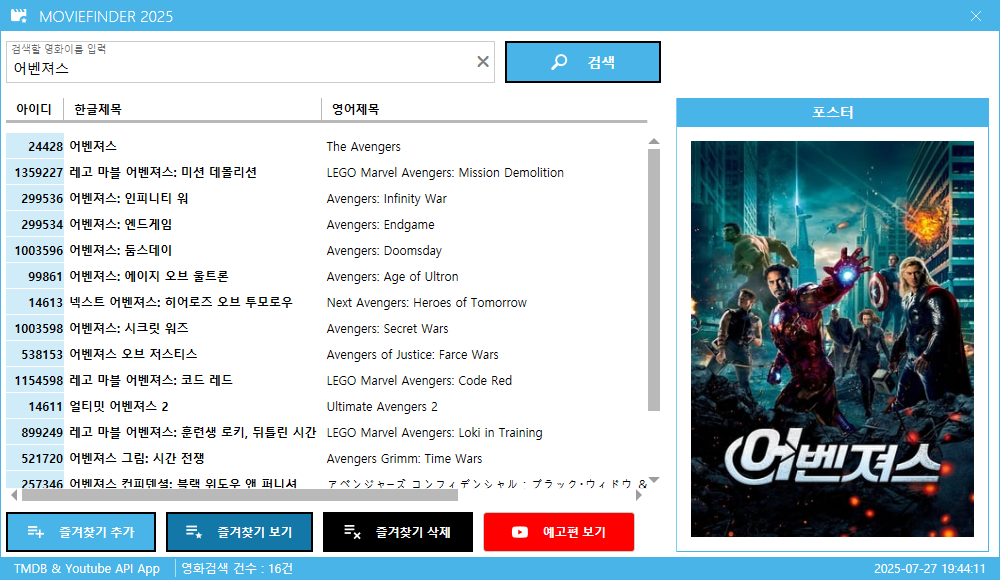 MOVIEFINDER 2025
검색할 영화이름 입력
어벤져스
검색
아이디 한글제목 영어제목
24428 어벤져스 The Avengers
1359227 레고 마블 어벤져스: 미션 데몰리션 LEGO Marvel Avengers: Mission Demolition
299536 어벤져스: 인피니티 워 Avengers: Infinity War
299534 어벤져스: 엔드게임 Avengers: Endgame
1003596 어벤져스: 둠스데이 Avengers: Doomsday
99861 어벤져스: 에이지 오브 울트론 Avengers: Age of Ultron
14613 넥스트 어벤져스: 히어로즈 오브 투모로우 Next Avengers: Heroes of Tomorrow
1003598 어벤져스: 시크릿 워즈 Avengers: Secret Wars
538153 어벤져스 오브 저스티스 Avengers of Justice: Farce Wars
1154598 레고 마블 어벤져스: 코드 레드 LEGO Marvel Avengers: Code Red
14611 얼티밋 어벤져스 2 Ultimate Avengers 2
899249 레고 마블 어벤져스: 훈련생 로키, 뒤틀린 시간 LEGO Marvel Avengers: Loki in Training
521720 어벤져스 그림: 시간 전쟁 Avengers Grimm: Time Wars
257346 어벤져스 컨피덴셜: 블랙 위도우 앤 퍼니셔 アベンジャーズ コンフィデンシャル : ブラック・ウィドウ &
포스터
어벤져스
즐겨찾기 추가 즐겨찾기 보기 즐겨찾기 삭제 예고편 보기
TMDB & Youtube API App 영화검색 건수 : 16건 2025-07-27 19:44:11